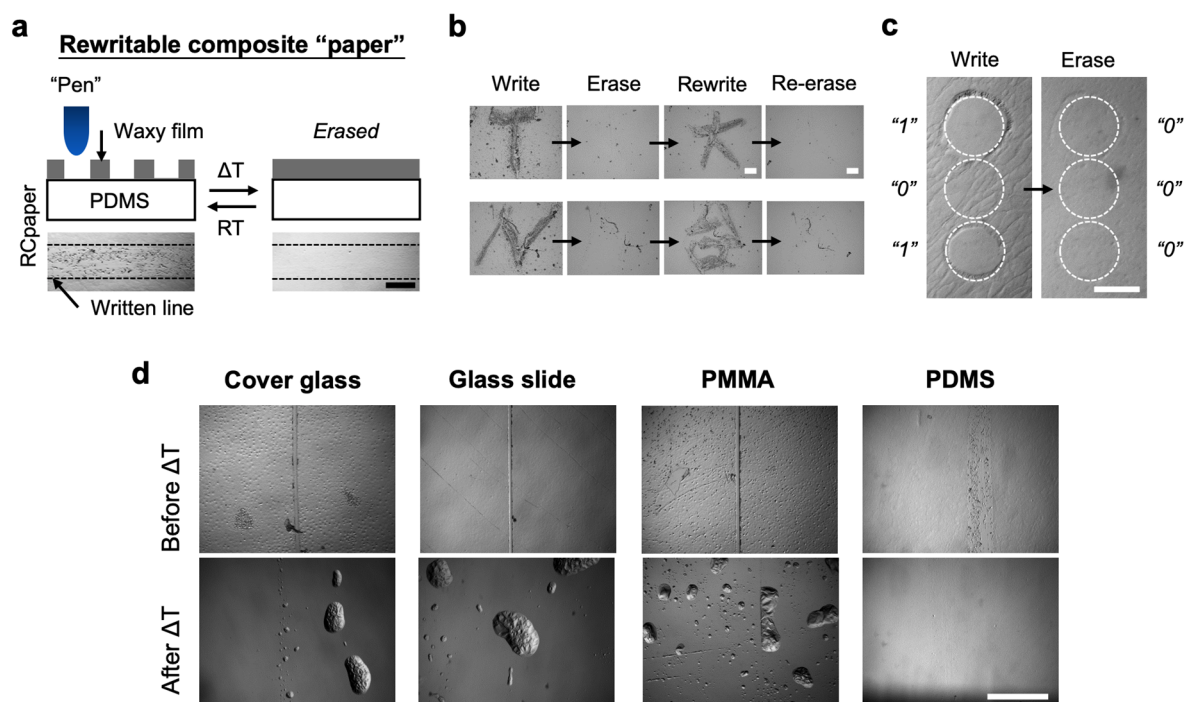 a
Rewritable composite “paper”
“Pen”
Waxy film
Erased
PDMS
ΔT
RT
RCpaper
Written line
b
Write Erase Rewrite Re-erase
T
K
N
c
Write Erase
“1” “0”
“0” “0”
“1” “0”
d
Cover glass Glass slide PMMA PDMS
Before ΔT
After ΔT